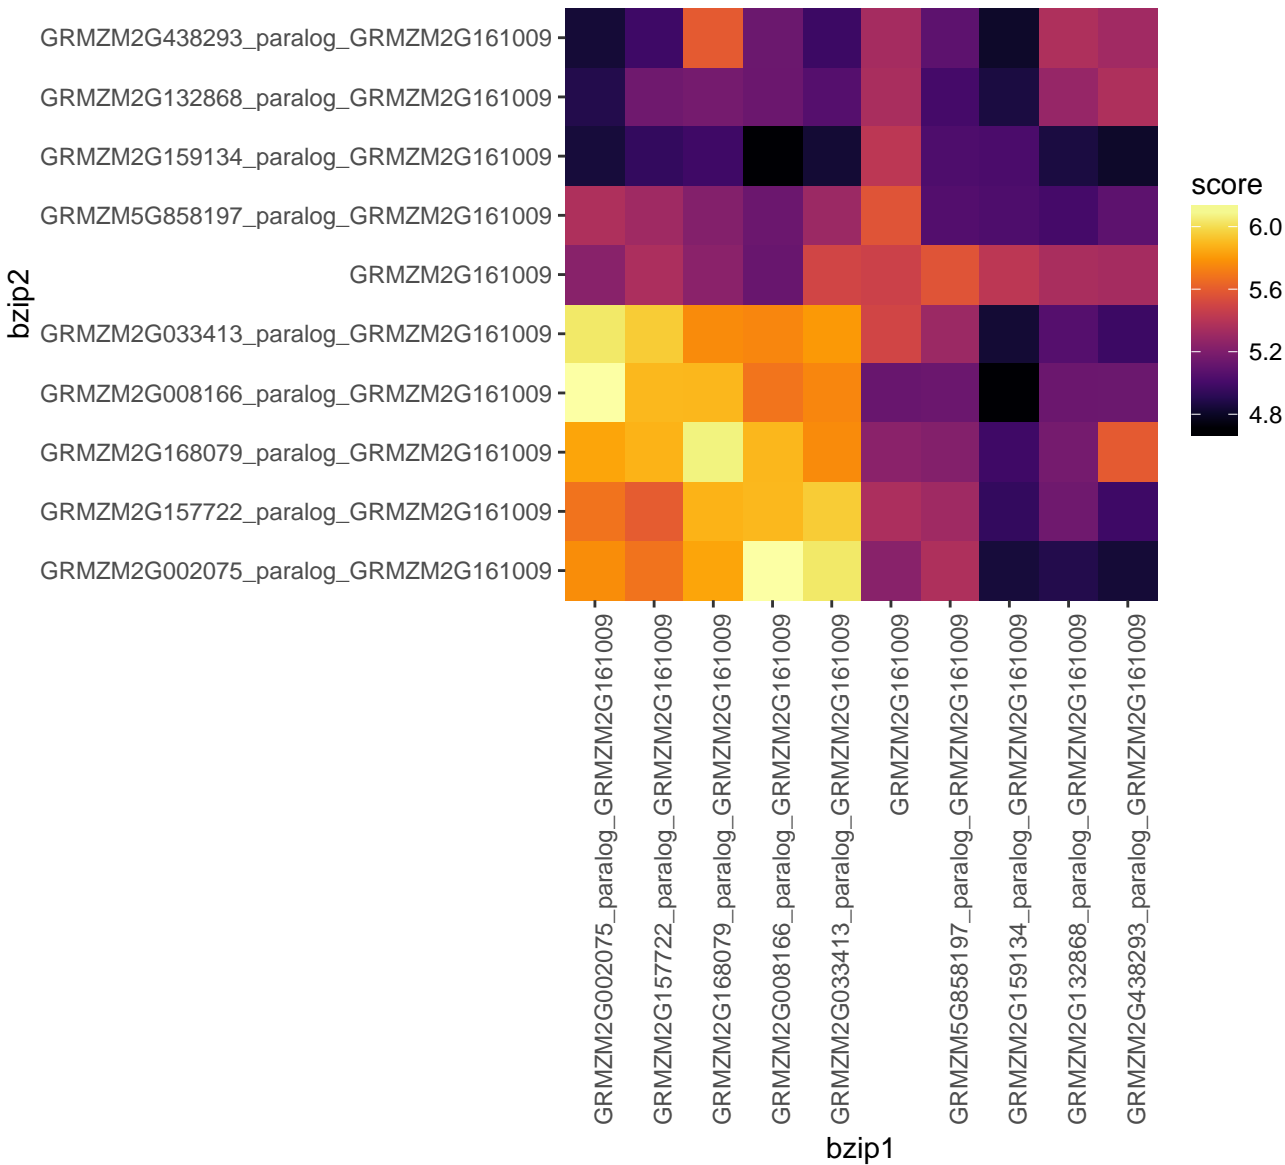 GRMZM2G438293_paralog_GRMZM2G161009
GRMZM2G132868_paralog_GRMZM2G161009
GRMZM2G159134_paralog_GRMZM2G161009
GRMZM5G858197_paralog_GRMZM2G161009
GRMZM2G161009
GRMZM2G033413_paralog_GRMZM2G161009
GRMZM2G008166_paralog_GRMZM2G161009
GRMZM2G168079_paralog_GRMZM2G161009
GRMZM2G157722_paralog_GRMZM2G161009
GRMZM2G002075_paralog_GRMZM2G161009
bzip2
score
6.0
5.6
5.2
4.8
GRMZM2G002075_paralog_GRMZM2G161009
GRMZM2G157722_paralog_GRMZM2G161009
GRMZM2G168079_paralog_GRMZM2G161009
GRMZM2G008166_paralog_GRMZM2G161009
GRMZM2G033413_paralog_GRMZM2G161009
GRMZM2G161009
GRMZM5G858197_paralog_GRMZM2G161009
GRMZM2G159134_paralog_GRMZM2G161009
GRMZM2G132868_paralog_GRMZM2G161009
GRMZM2G438293_paralog_GRMZM2G161009
bzip1